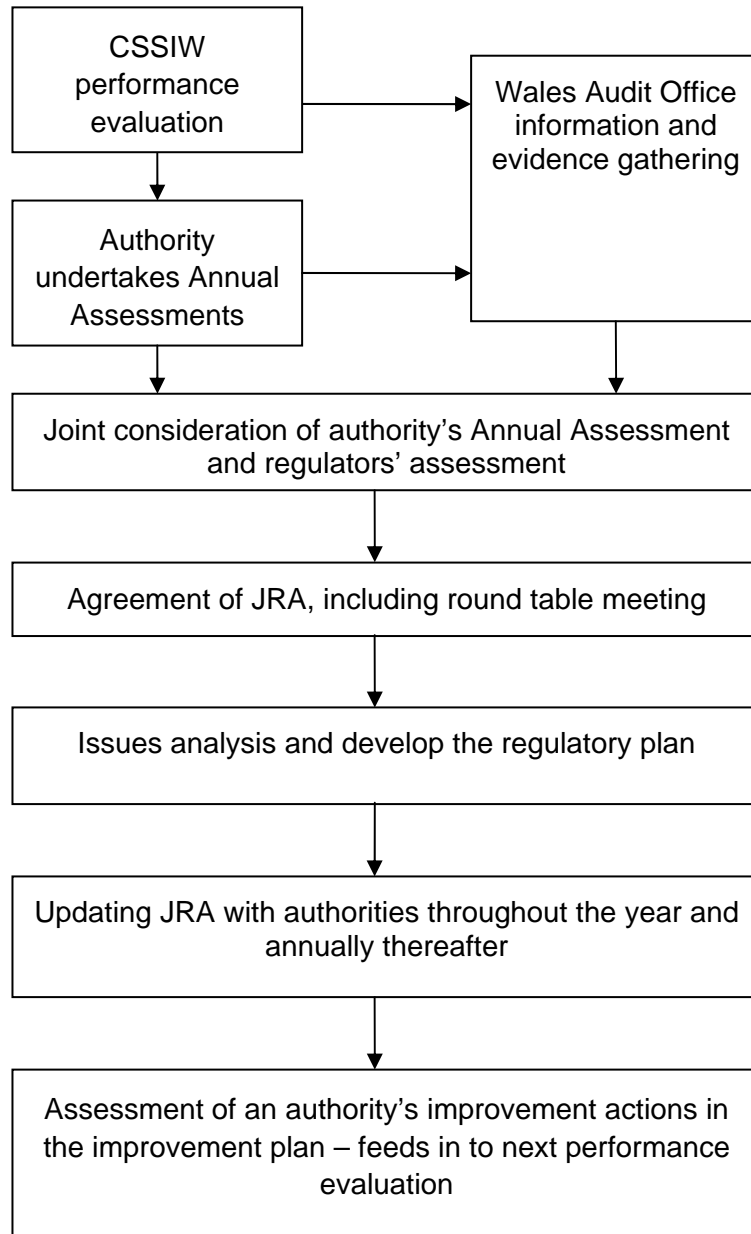 CSSIW
performance
evaluation
Wales Audit Office
information and
evidence gathering
Authority
undertakes Annual
Assessments
Joint consideration of authority’s Annual Assessment
and regulators’ assessment
Agreement of JRA, including round table meeting
Issues analysis and develop the regulatory plan
Updating JRA with authorities throughout the year and
annually thereafter
Assessment of an authority’s improvement actions in
the improvement plan – feeds in to next performance
evaluation